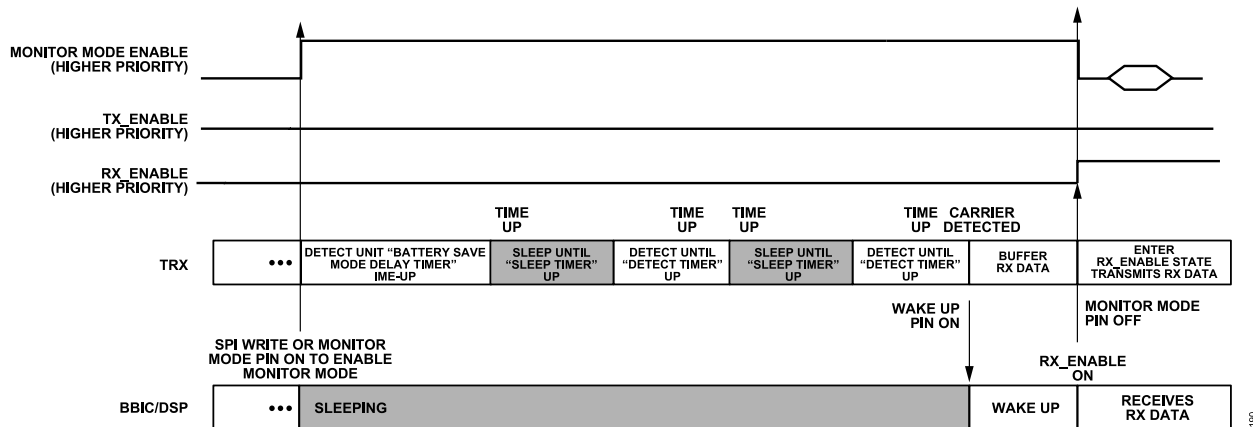 MONITOR MODE ENABLE
(HIGHER PRIORITY)
TX_ENABLE
(HIGHER PRIORITY)
RX_ENABLE
(HIGHER PRIORITY)
TIME
UP
TIME
UP
TIME
UP
TIME
UP
CARRIER
DETECTED
TRX
•••
DETECT UNIT “BATTERY SAVE
MODE DELAY TIMER”
IME-UP
SLEEP UNTIL
“SLEEP TIMER”
UP
DETECT UNTIL
“DETECT TIMER”
UP
SLEEP UNTIL
“SLEEP TIMER”
UP
DETECT UNTIL
“DETECT TIMER”
UP
BUFFER
RX DATA
ENTER
RX_ENABLE STATE
TRANSMITS RX DATA
WAKE UP
PIN ON
MONITOR MODE
PIN OFF
SPI WRITE OR MONITOR
MODE PIN ON TO ENABLE
MONITOR MODE
RX_ENABLE
ON
BBIC/DSP
•••
SLEEPING
WAKE UP
RECEIVES
RX DATA
190